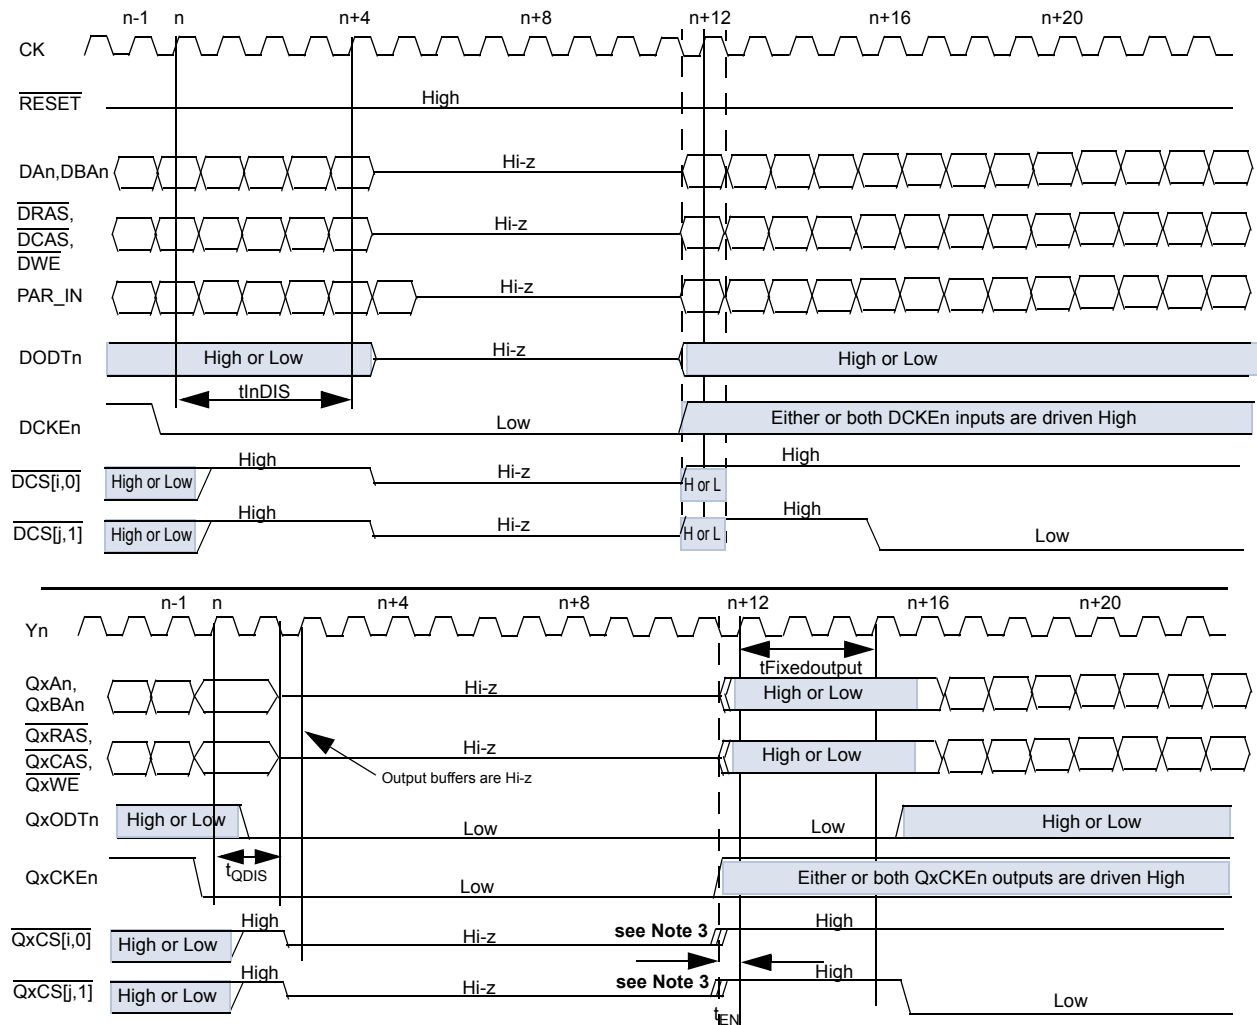 n-1 n n+4 n+8 n+12 n+16 n+20
CK
RESET High
DAn,DBAn Hi-z
DRAS,
DCAS, Hi-z
DWE
PAR_IN Hi-z
DODTn High or Low Hi-z High or Low
tInDIS
DCKEn Low Either or both DCKEn inputs are driven High
DCS[i,0] High or Low High Hi-z H or L High
DCS[j,1] High or Low High Hi-z H or L High Low
n-1 n n+4 n+8 n+12 n+16 n+20
Yn
tFixedoutput
QxAn,
QxBAn Hi-z High or Low
QxRAS,
QxCAS, Hi-z High or Low
QxWE
Output buffers are Hi-z
QxODTn High or Low Low Low High or Low
tQDIS
QxCKEn Low Either or both QxCKEn outputs are driven High
QxCS[i,0] High or Low High Hi-z see Note 3 High
QxCS[j,1] High or Low High Hi-z see Note 3 High Low
tEN